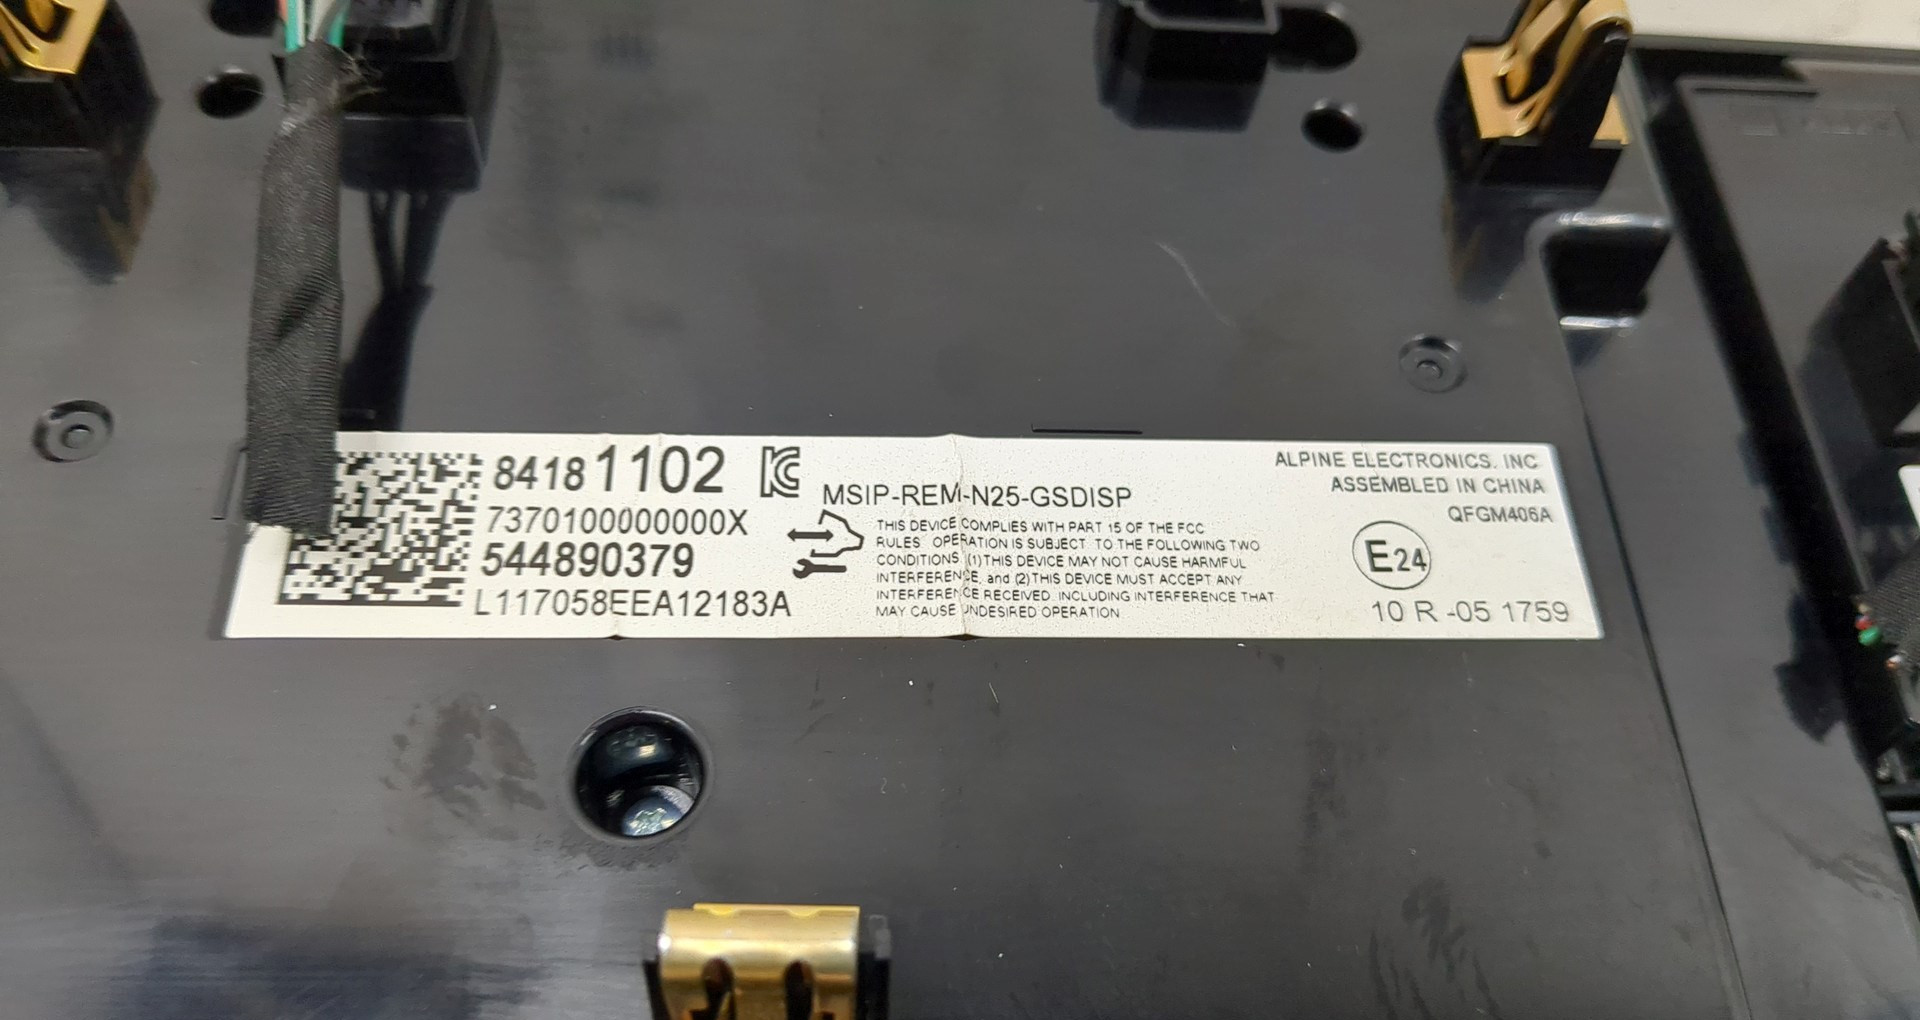 84181102
7370100000000X
544890379
L117058EEA12183A
MSIP-REM-N25-GSDISP
THIS DEVICE COMPLIES WITH PART 15 OF THE FCC
RULES OPERATION IS SUBJECT TO THE FOLLOWING TWO
CONDITIONS (1)THIS DEVICE MAY NOT CAUSE HARMFUL
INTERFERENCE, and (2)THIS DEVICE MUST ACCEPT ANY
INTERFERENCE RECEIVED. INCLUDING INTERFERENCE THAT
MAY CAUSE UNDESIRED OPERATION
ALPINE ELECTRONICS. INC
ASSEMBLED IN CHINA
QFGM406A
E24
10 R -05 1759